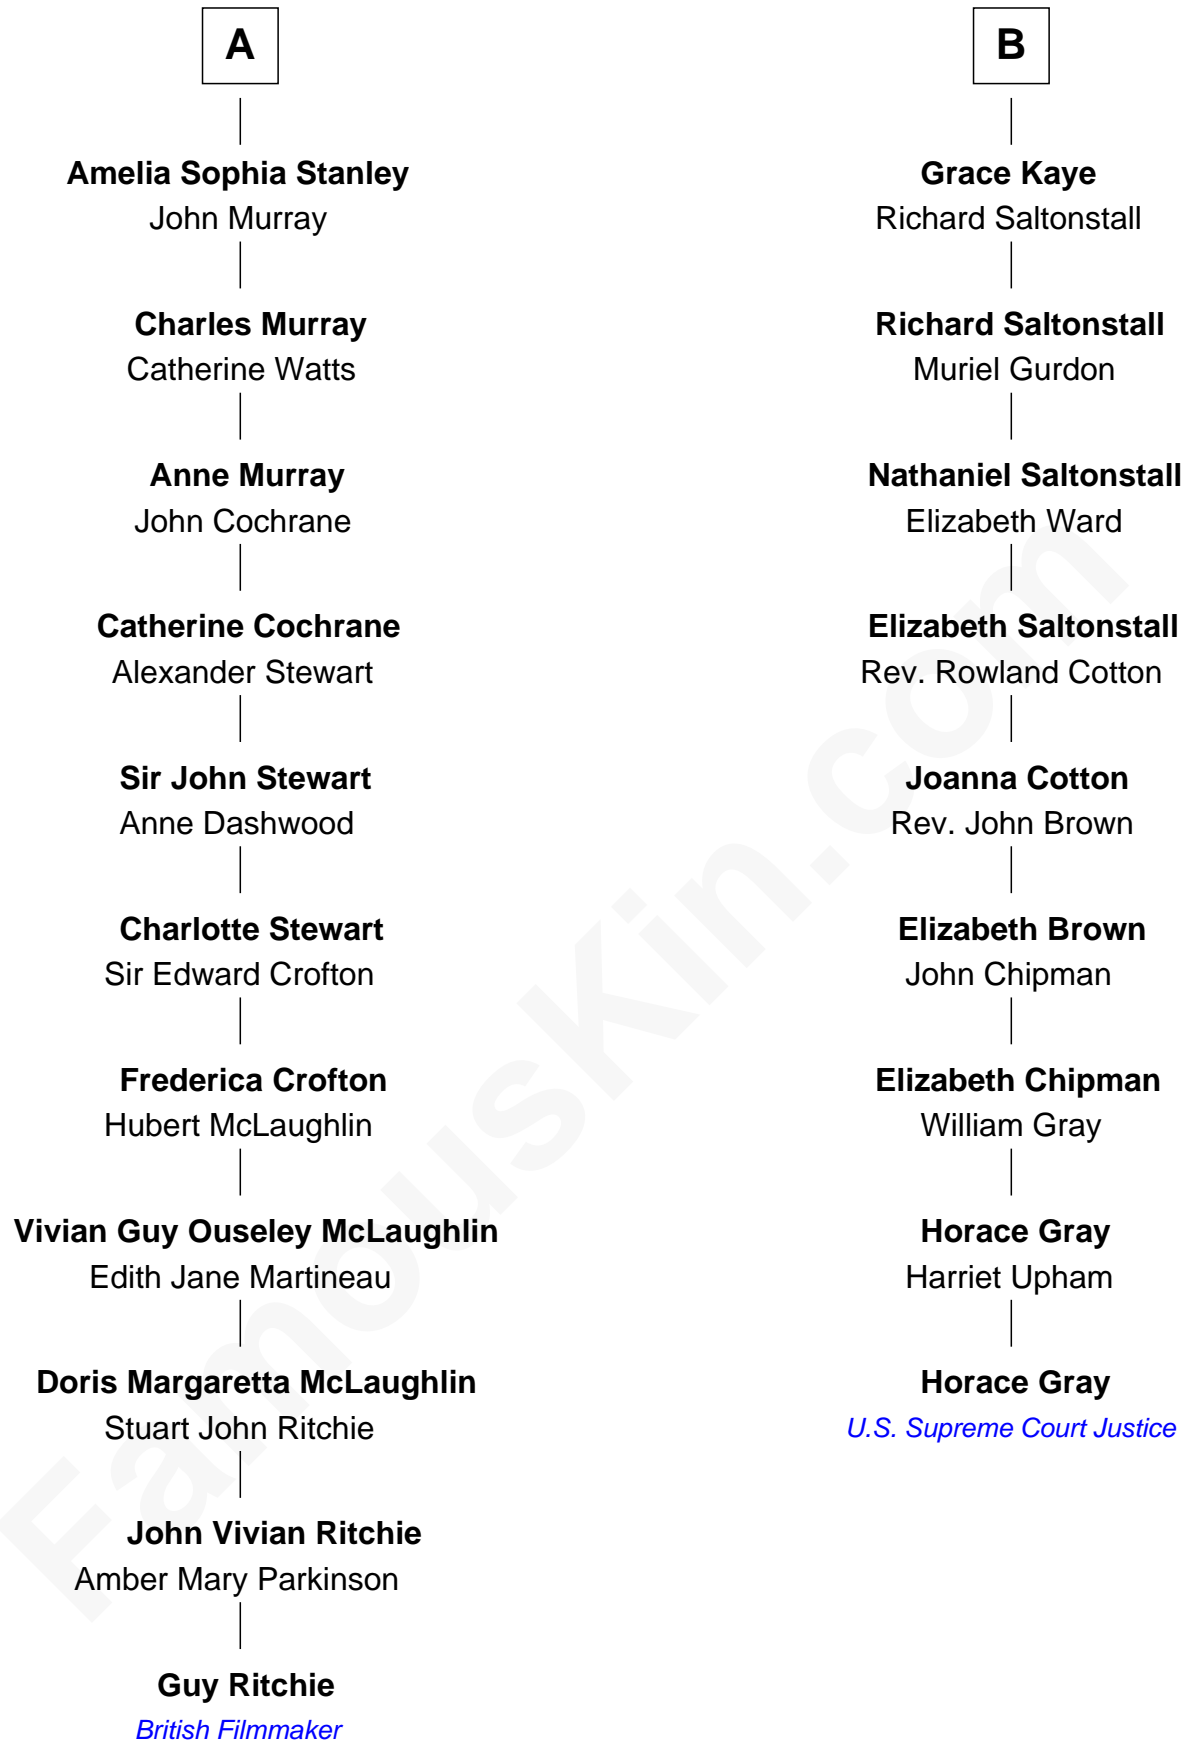 A
Amelia Sophia Stanley
John Murray
Charles Murray
Catherine Watts
Anne Murray
John Cochrane
Catherine Cochrane
Alexander Stewart
Sir John Stewart
Anne Dashwood
Charlotte Stewart
Sir Edward Crofton
Frederica Crofton
Hubert McLaughlin
Vivian Guy Ouseley McLaughlin
Edith Jane Martineau
Doris Margaretta McLaughlin
Stuart John Ritchie
John Vivian Ritchie
Amber Mary Parkinson
Guy Ritchie
British Filmmaker
B
Grace Kaye
Richard Saltonstall
Richard Saltonstall
Muriel Gurdon
Nathaniel Saltonstall
Elizabeth Ward
Elizabeth Saltonstall
Rev. Rowland Cotton
Joanna Cotton
Rev. John Brown
Elizabeth Brown
John Chipman
Elizabeth Chipman
William Gray
Horace Gray
Harriet Upham
Horace Gray
U.S. Supreme Court Justice
FamousKin.com